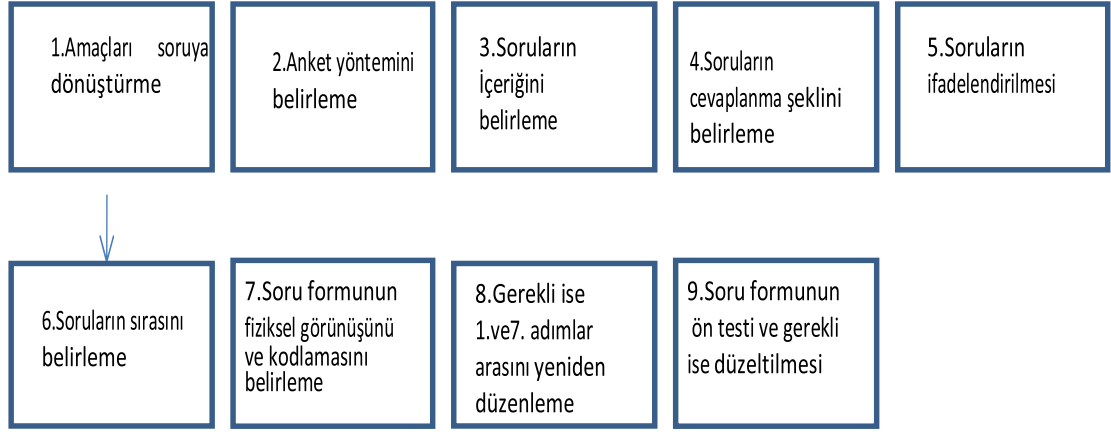 1.Amaçları soruya
dönüştürme
2.Anket yöntemini
belirleme
3.Soruların
İçeriğini
belirleme
4.Soruların
cevaplanma şeklini
belirleme
5.Soruların
ifadelendirilmesi
6.Soruların sırasını
belirleme
7.Soru formunun
fiziksel görünüşünü
ve kodlamasını
belirleme
8.Gerekli ise
1.ve7. adımlar
arasını yeniden
düzenleme
9.Soru formunun
ön testi ve gerekli
ise düzeltilmesi